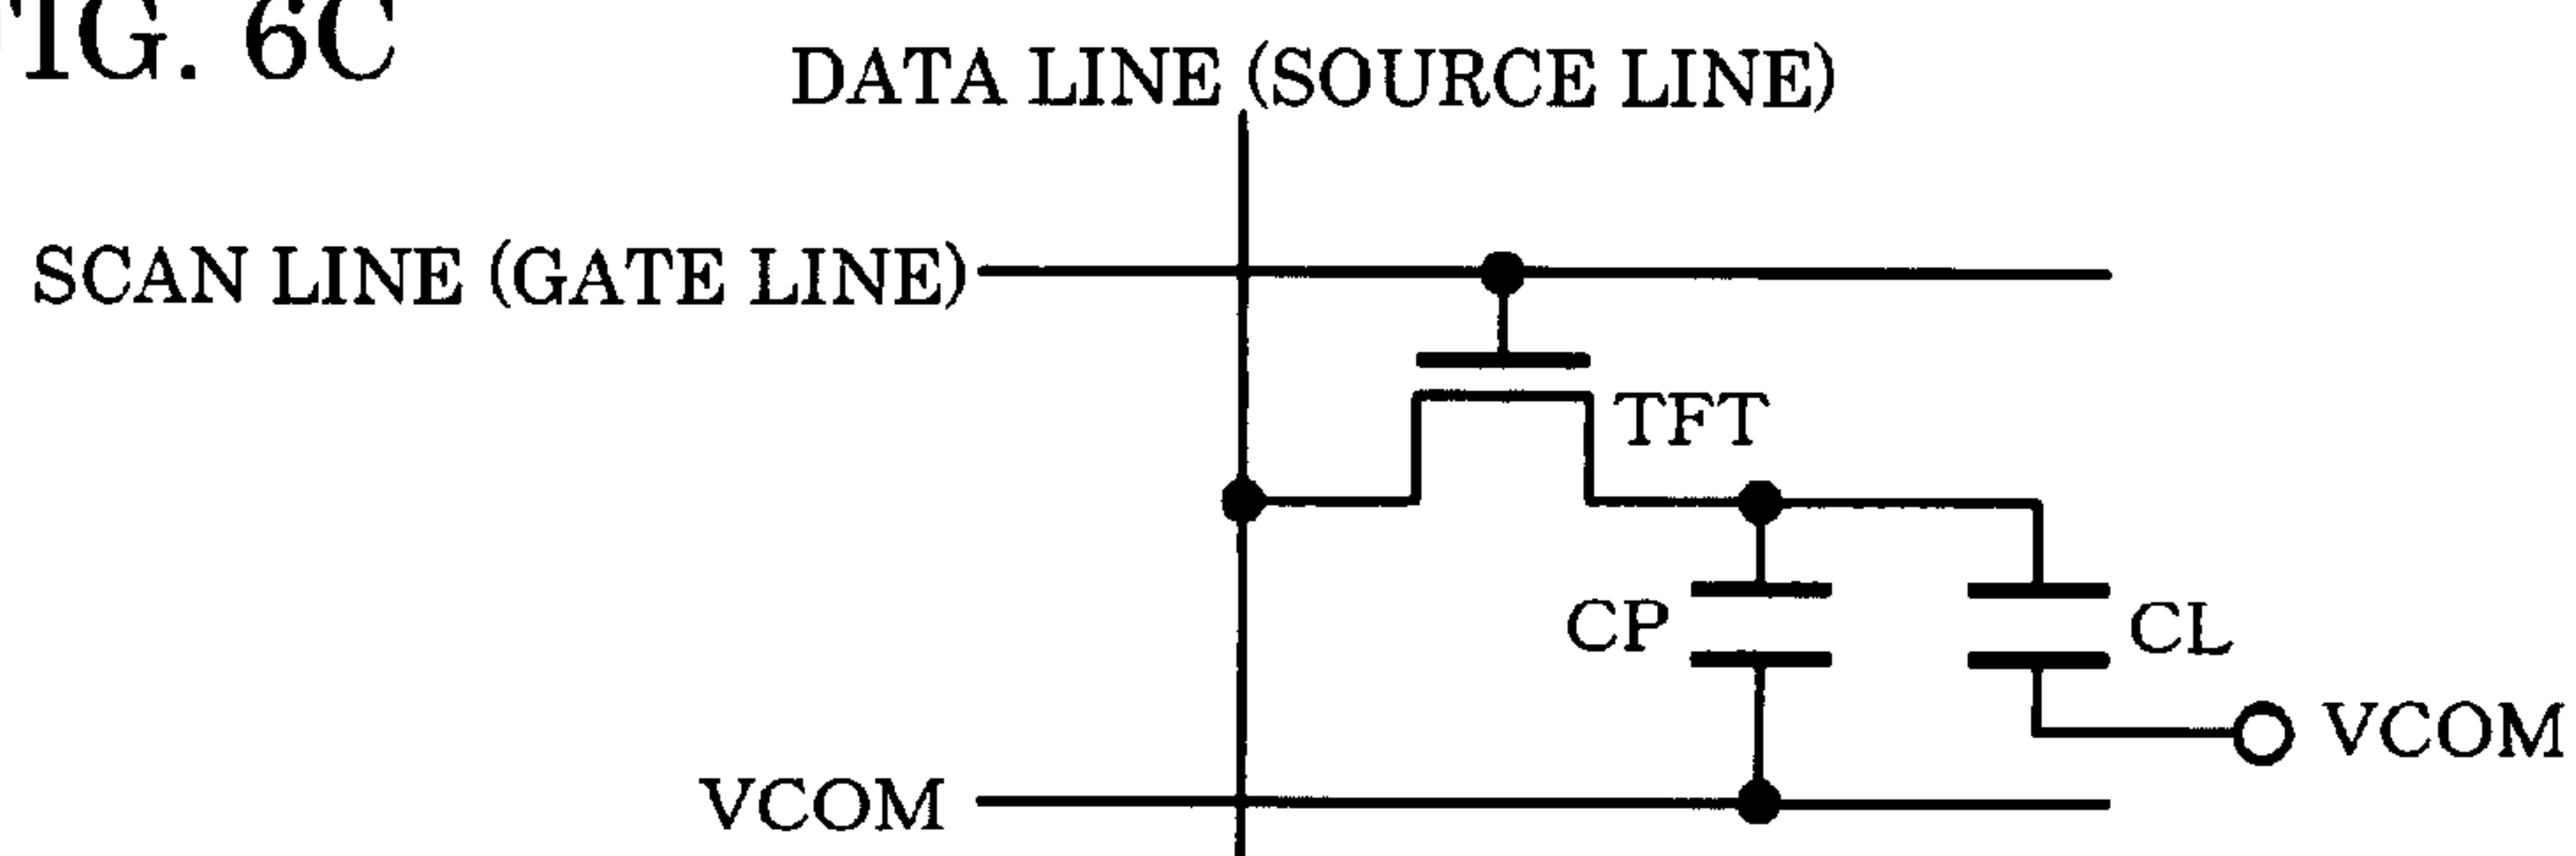 FIG. 6C
DATA LINE (SOURCE LINE)
SCAN LINE (GATE LINE)
TFT
CP
CL
VCOM
VCOM